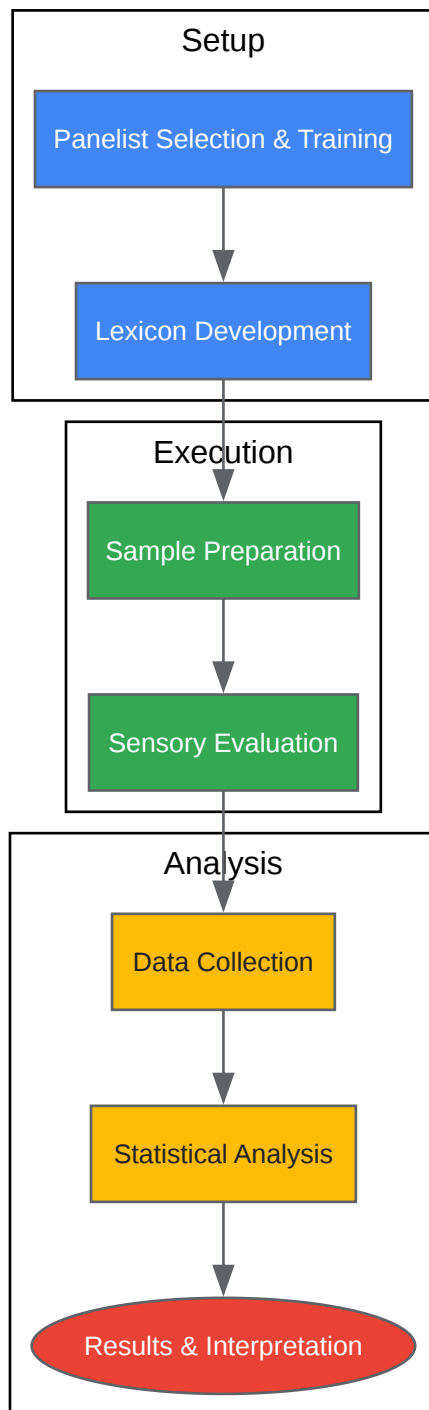 Setup
Panelist Selection & Training
Lexicon Development
Execution
Sample Preparation
Sensory Evaluation
Analysis
Data Collection
Statistical Analysis
Results & Interpretation